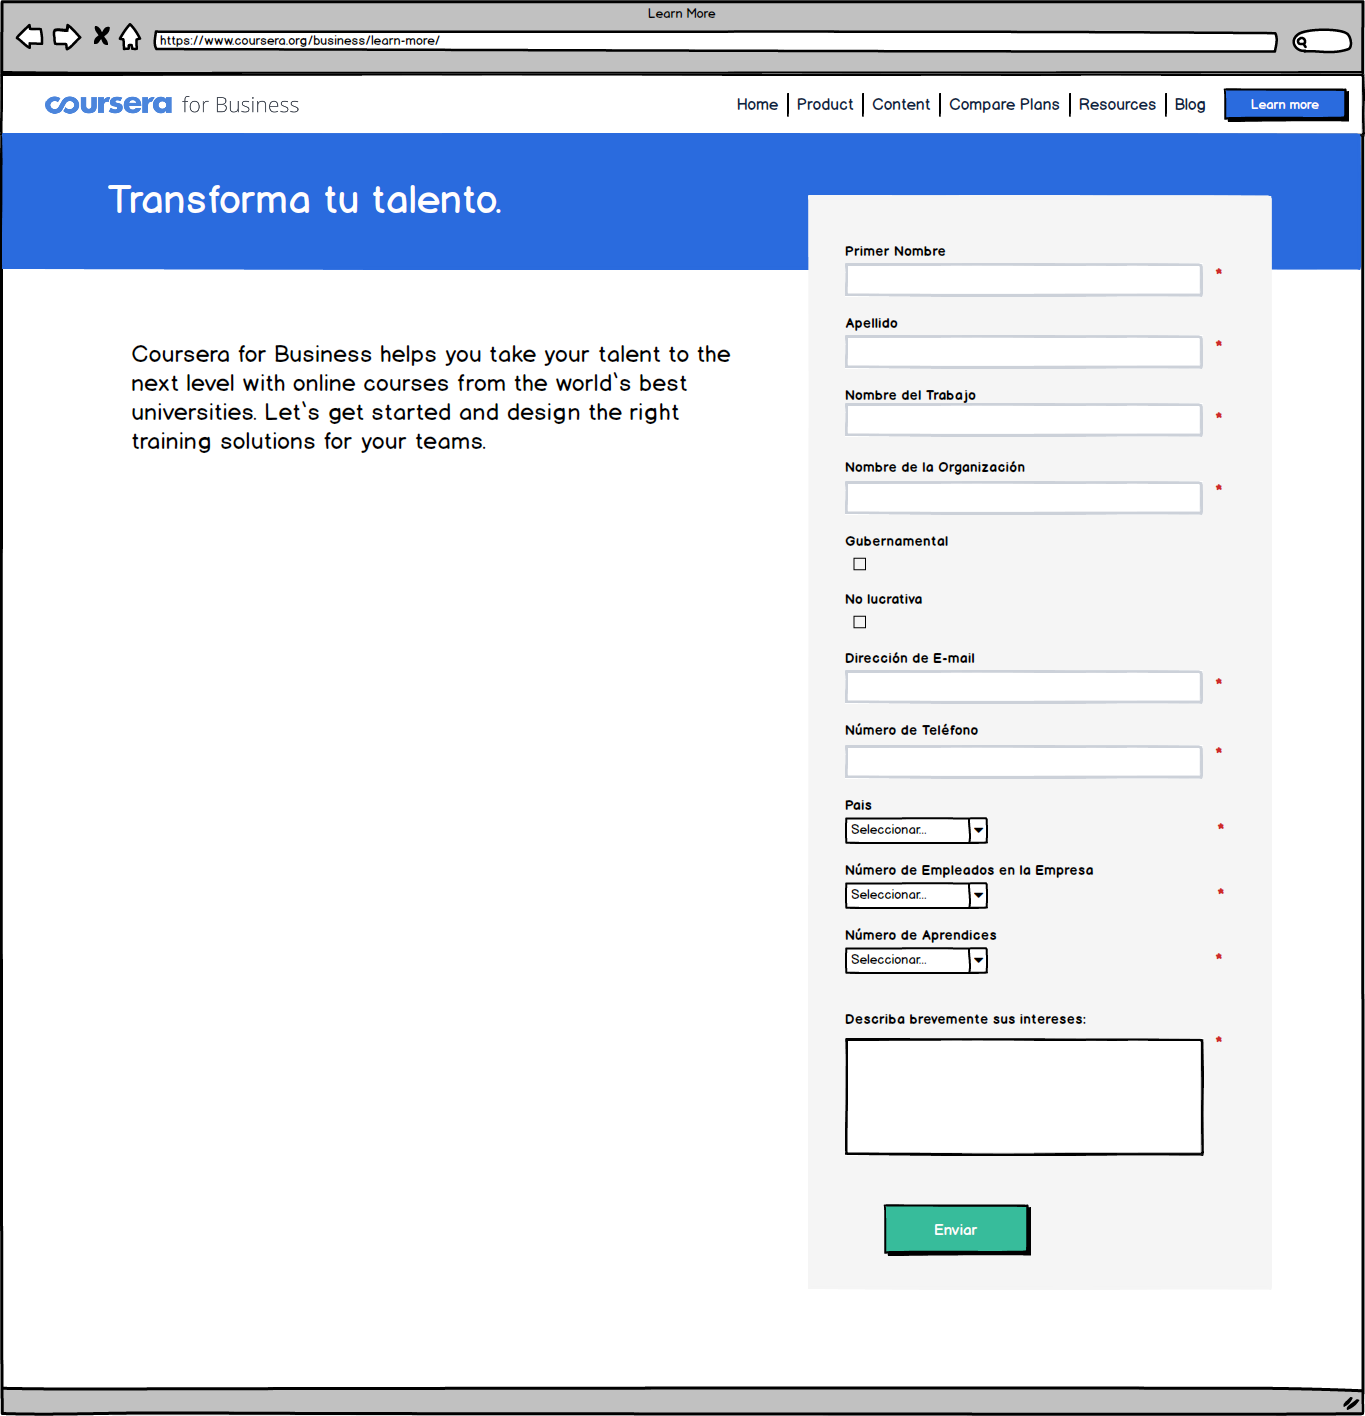 Learn More
https://www.coursera.org/business/learn-more/
coursera for Business
Home Product Content Compare Plans Resources Blog Learn more
Transforma tu talento.
Coursera for Business helps you take your talent to the
next level with online courses from the world`s best
universities. Let`s get started and design the right
training solutions for your teams.
Primer Nombre
*
Apellido
*
Nombre del Trabajo
*
Nombre de la Organización
*
Gubernamental
No lucrativa
Dirección de E-mail
*
Número de Teléfono
*
Pais
Seleccionar... *
Número de Empleados en la Empresa
Seleccionar... *
Número de Aprendices
Seleccionar... *
Describa brevemente sus intereses:
*
Enviar